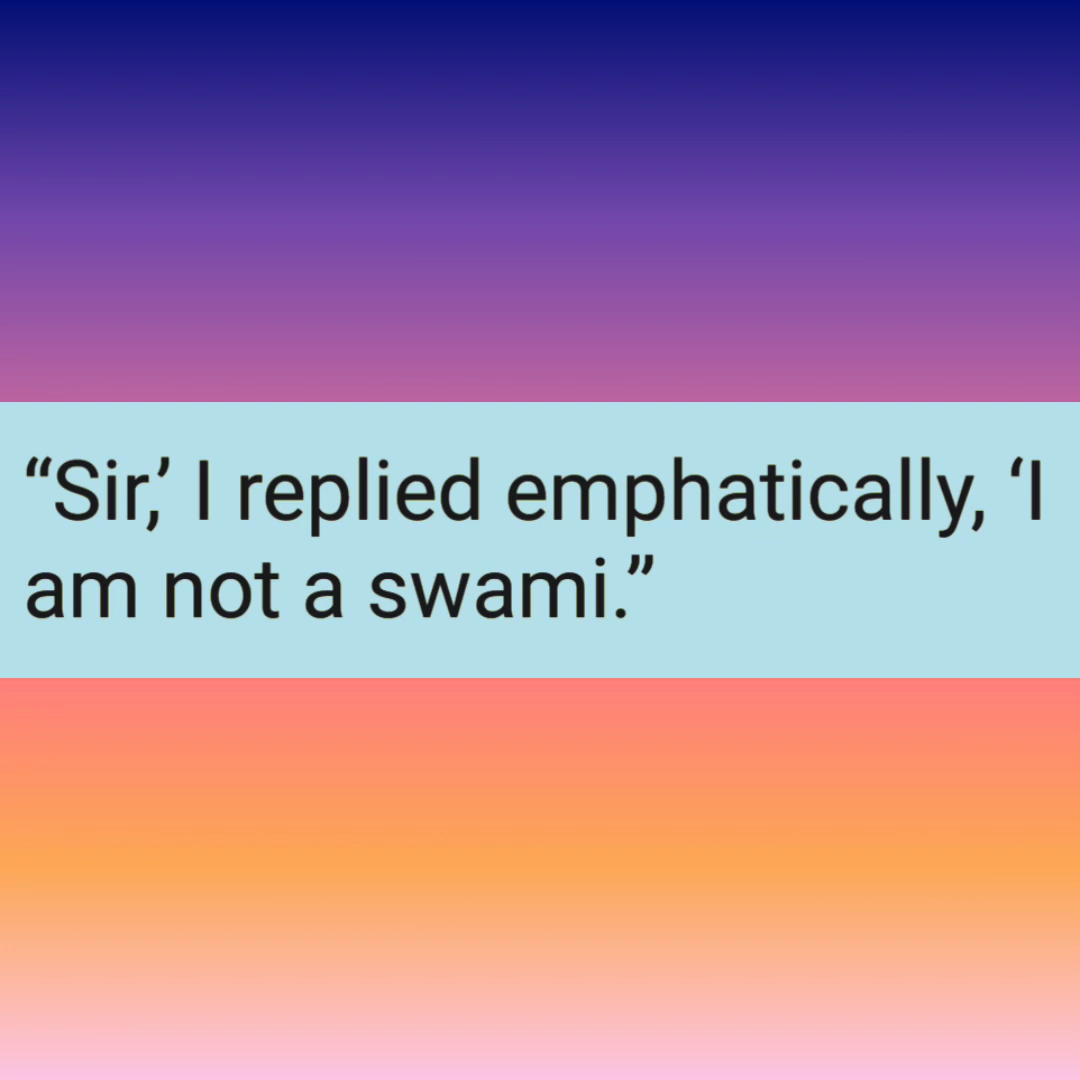 “Sir,’ I replied emphatically, ‘I
am not a swami.”